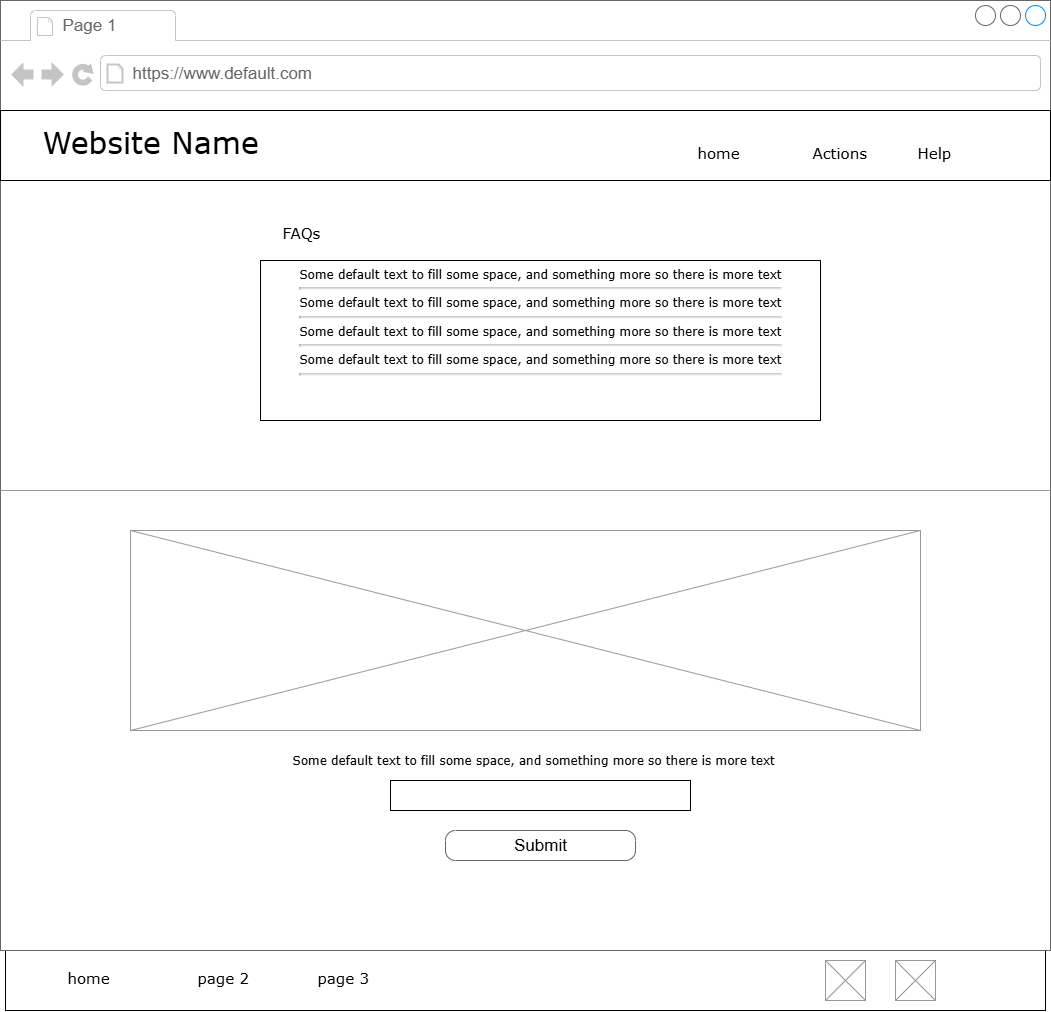 Page 1
https://www.default.com
Website Name
home Actions Help
FAQs
Some default text to fill some space, and something more so there is more text
Some default text to fill some space, and something more so there is more text
Some default text to fill some space, and something more so there is more text
Some default text to fill some space, and something more so there is more text
Some default text to fill some space, and something more so there is more text
Submit
home page 2 page 3